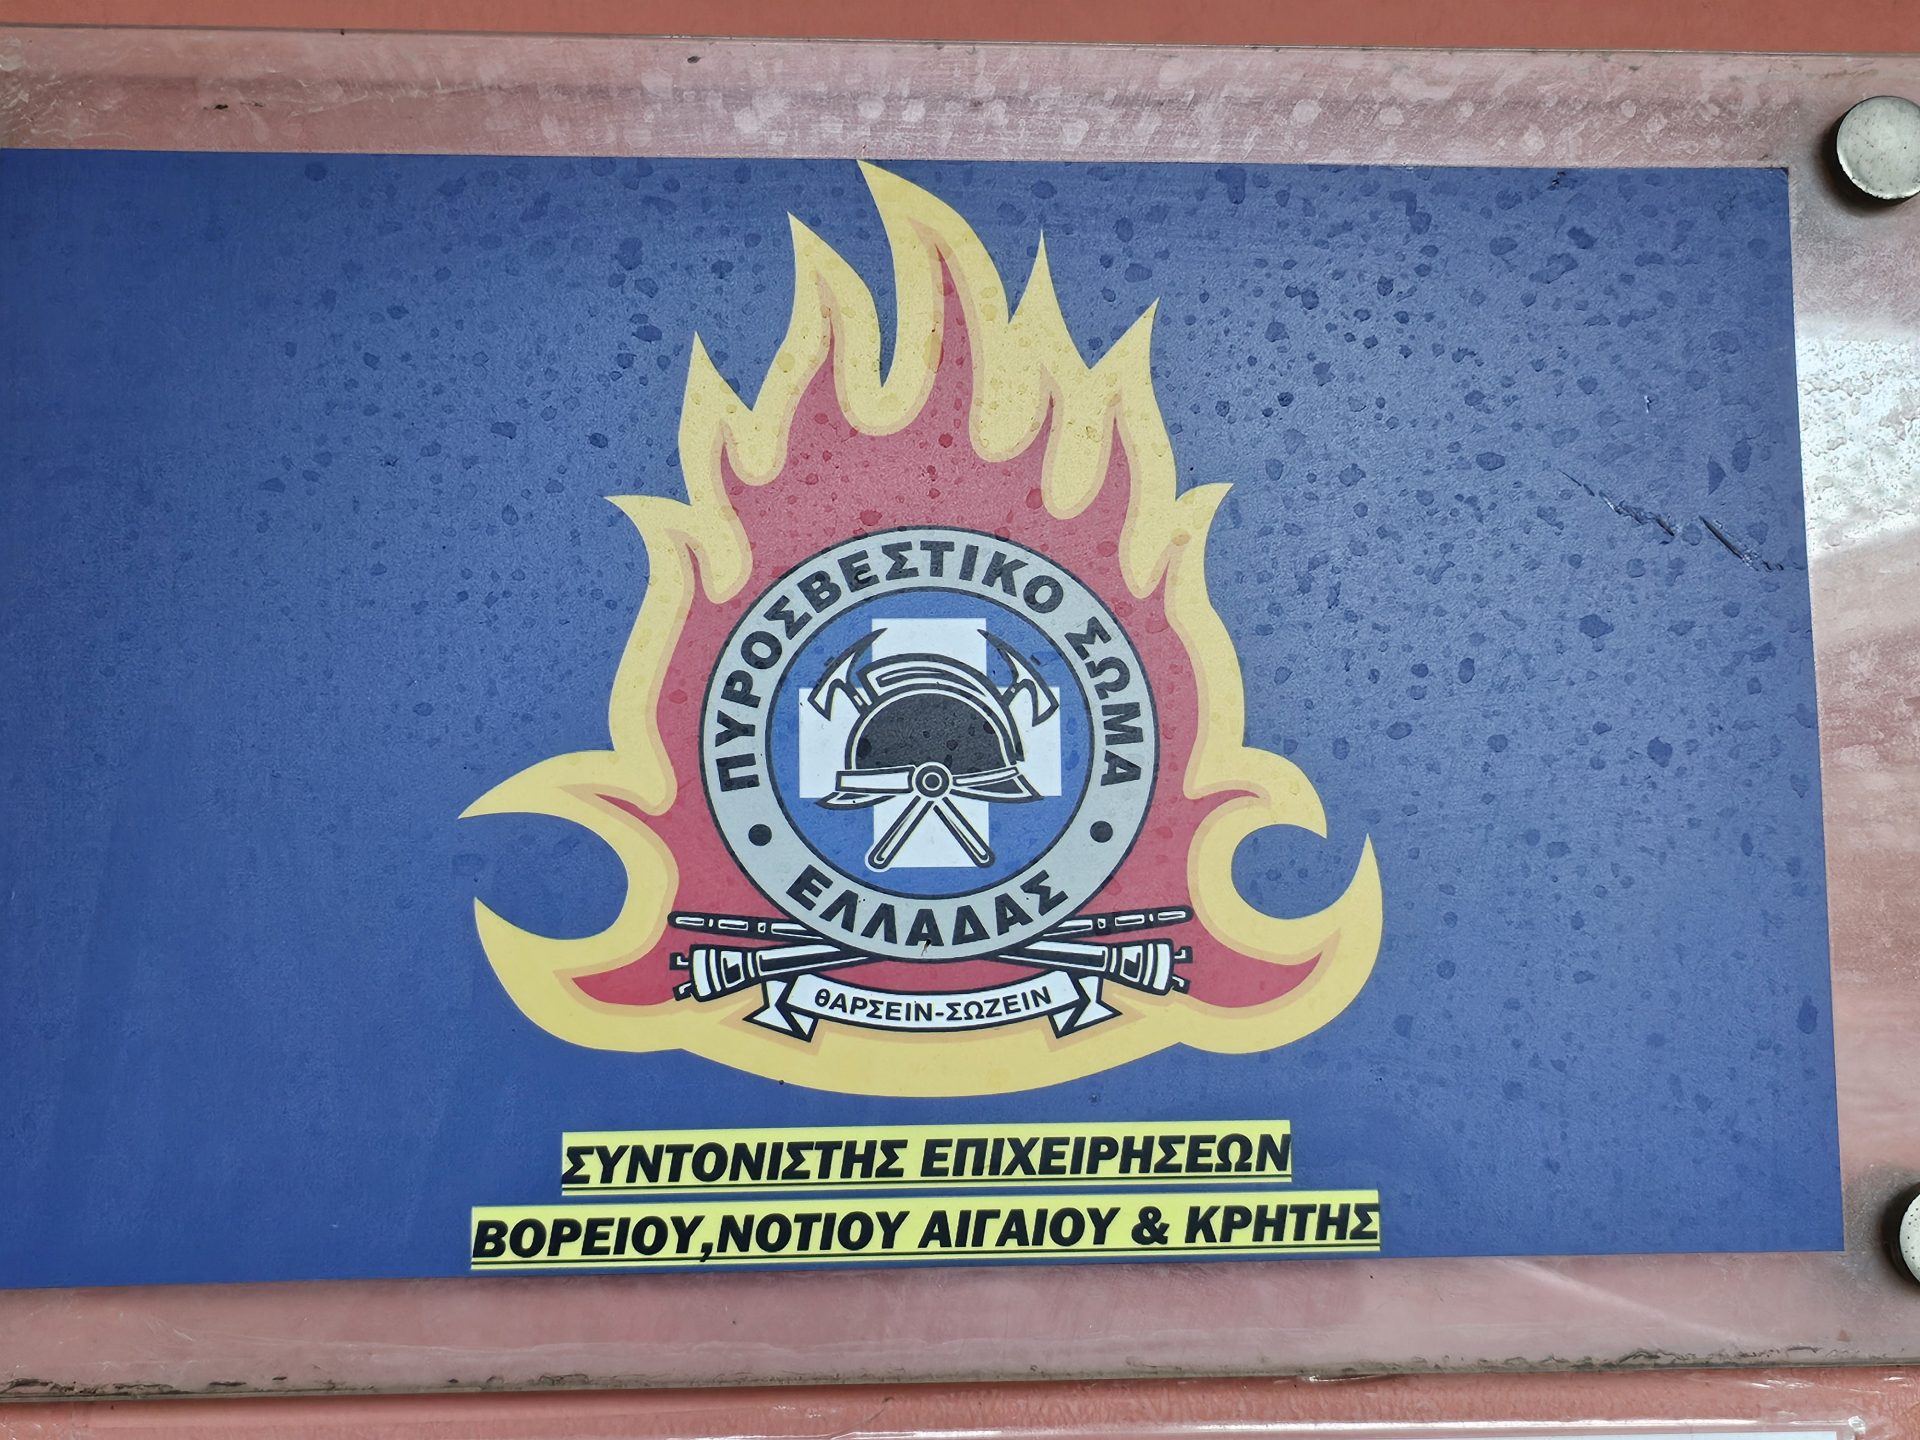 ΠΥΡΟΣΒΕΣΤΙΚΟ ΣΩΜΑ
• ΕΛΛΑΔΑΣ •
ΘΑΡΣΕΙΝ-ΣΩΖΕΙΝ
ΣΥΝΤΟΝΙΣΤΗΣ ΕΠΙΧΕΙΡΗΣΕΩΝ
ΒΟΡΕΙΟΥ,ΝΟΤΙΟΥ ΑΙΓΑΙΟΥ & ΚΡΗΤΗΣ